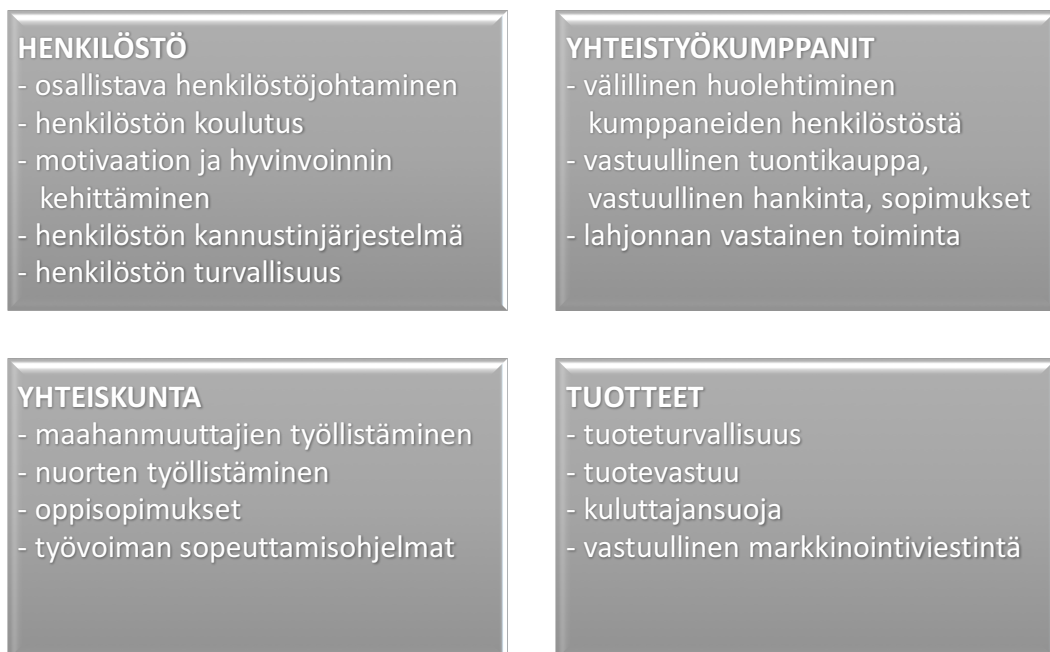 HENKILÖSTÖ
- osallistava henkilöstöjohtaminen
- henkilöstön koulutus
- motivaation ja hyvinvoinnin
kehittäminen
- henkilöstön kannustinjärjestelmä
- henkilöstön turvallisuus
YHTEISTYÖKUMPPANIT
- välillinen huolehtiminen
kumppaneiden henkilöstöstä
- vastuullinen tuontikauppa,
vastuullinen hankinta, sopimukset
- lahjonnan vastainen toiminta
YHTEISKUNTA
- maahanmuuttajien työllistäminen
- nuorten työllistäminen
- oppisopimukset
- työvoiman sopeuttamisohjelmat
TUOTTEET
- tuoteturvallisuus
- tuotevastuu
- kuluttajansuoja
- vastuullinen markkinointiviestintä